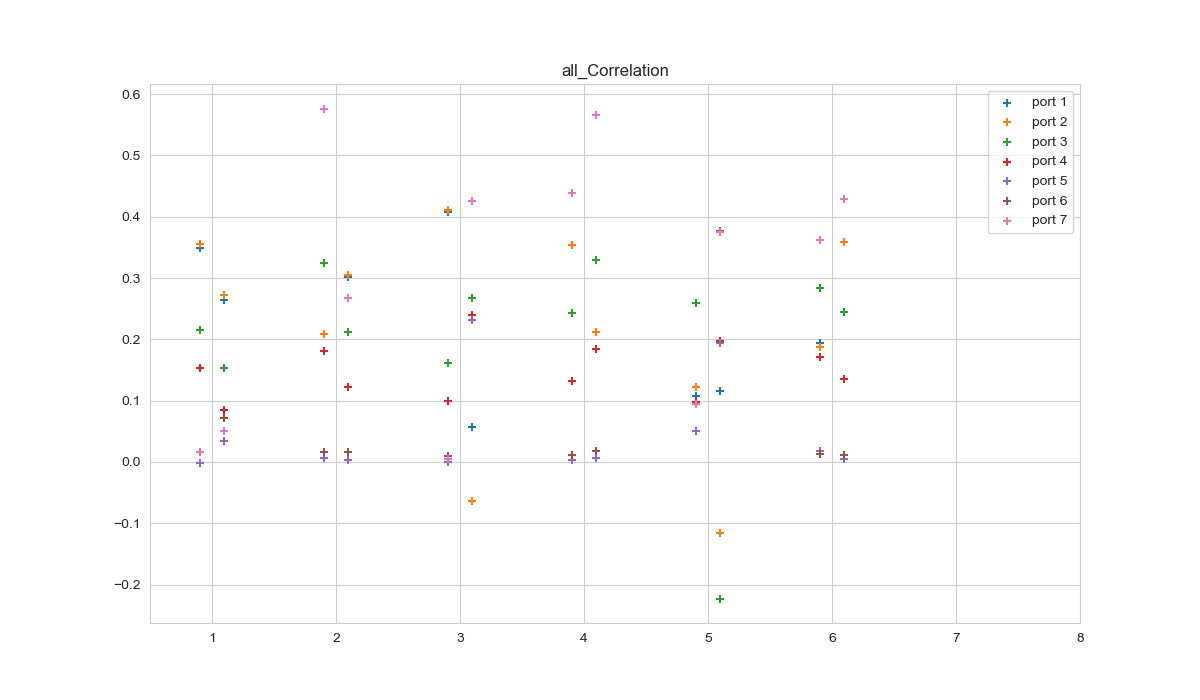 all_Correlation
0.6
0.5
0.4
0.3
0.2
0.1
0.0
−0.1
−0.2
1 2 3 4 5 6 7 8
port 1
port 2
port 3
port 4
port 5
port 6
port 7